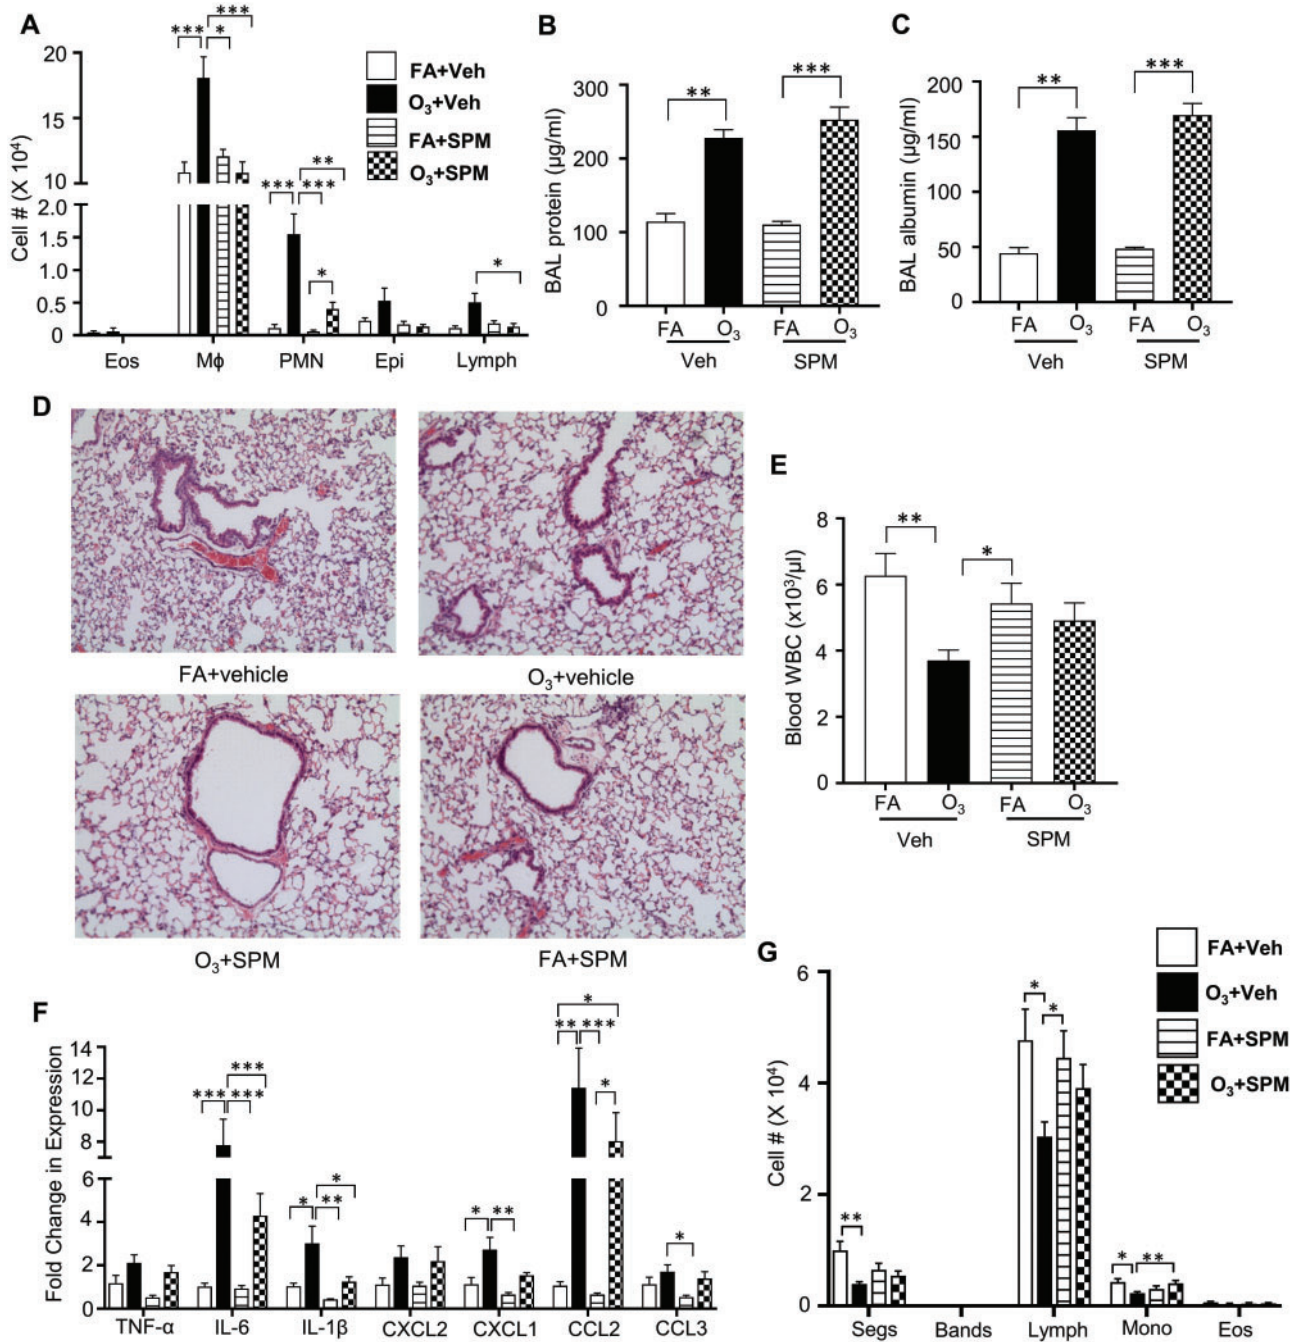 A
Cell # (X 10⁴)
20
15
10
2.0
1.5
1.0
0.5
0
*** * ***
*** *** **
*
*
Eos Mϕ PMN Epi Lymph
FA+Veh
O₃+Veh
FA+SPM
O₃+SPM
B
BAL protein (µg/ml)
300
200
100
0
**
***
FA O₃ FA O₃
Veh SPM
C
BAL albumin (µg/ml)
200
150
100
50
0
**
***
FA O₃ FA O₃
Veh SPM
D
FA+vehicle
O₃+vehicle
O₃+SPM
FA+SPM
E
Blood WBC (x10³/µl)
8
6
4
2
0
**
*
FA O₃ FA O₃
Veh SPM
F
Fold Change in Expression
14
12
10
8
6
4
2
0
***
*** ***
*
* **
* **
*
** ***
*
*
TNF-α IL-6 IL-1β CXCL2 CXCL1 CCL2 CCL3
G
Cell # (X 10⁴)
6
4
2
0
**
*
*
* **
Segs Bands Lymph Mono Eos
FA+Veh
O₃+Veh
FA+SPM
O₃+SPM